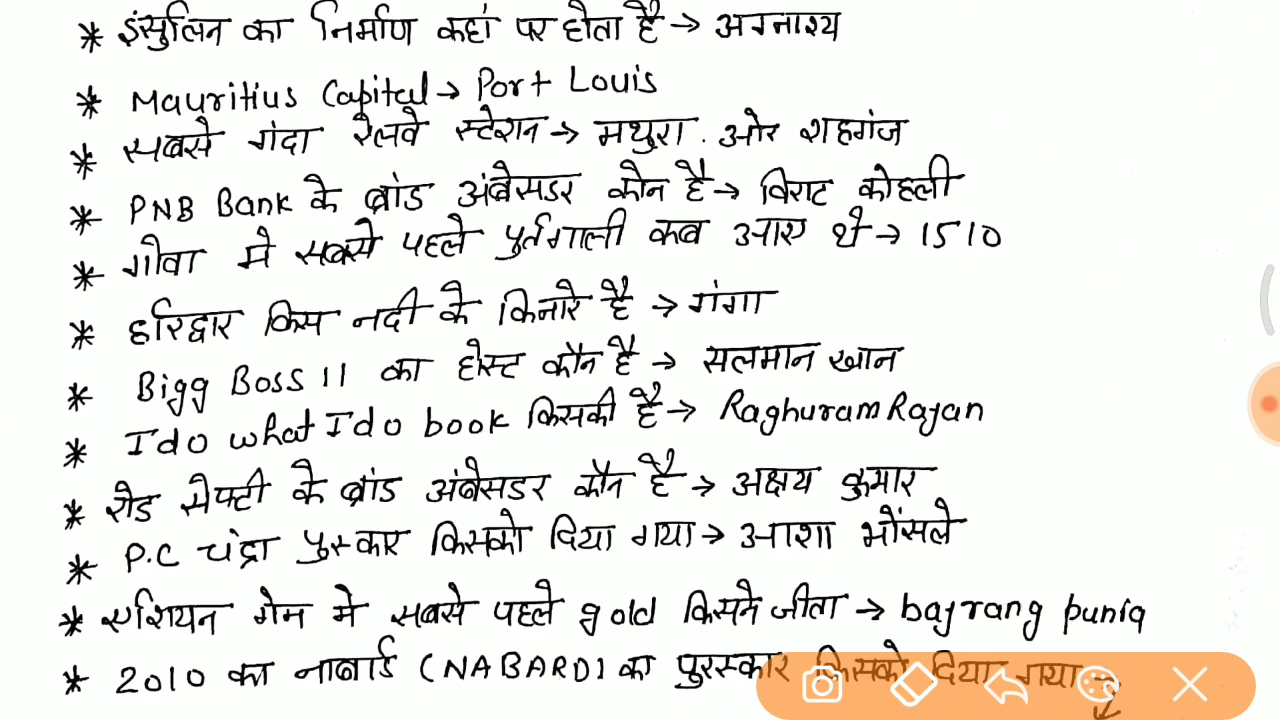 * इंसुलिन का निर्माण कहां पर होता है → अग्नाश्य
* Mauritius Capital → Port Louis
* सबसे गंदा रेलवे स्टेशन → मथुरा . ओर शहगंज
* PNB Bank के ब्रांड अंबेसडर कौन है → विराट कोहली
* गोवा मे सबसे पहले पुर्तगाली कब आए थे → 1510
* हरिद्वार किस नदी के किनारे है → गंगा
* Bigg Boss 11 का होस्ट कौन है → सलमान खान
* I do what I do book किसकी है → Raghuram Rajan
* रोड सेफ्टी के ब्रांड अंबेसडर कौन है → अक्षय कुमार
* P.C चंद्रा पुरस्कार किसको दिया गया → आशा भोंसले
* एशियन गेम मे सबसे पहले gold किसने जीता → bajrang punia
* 2010 का नाबार्ड (NABARD) का पुरस्कार किसको दिया गया →